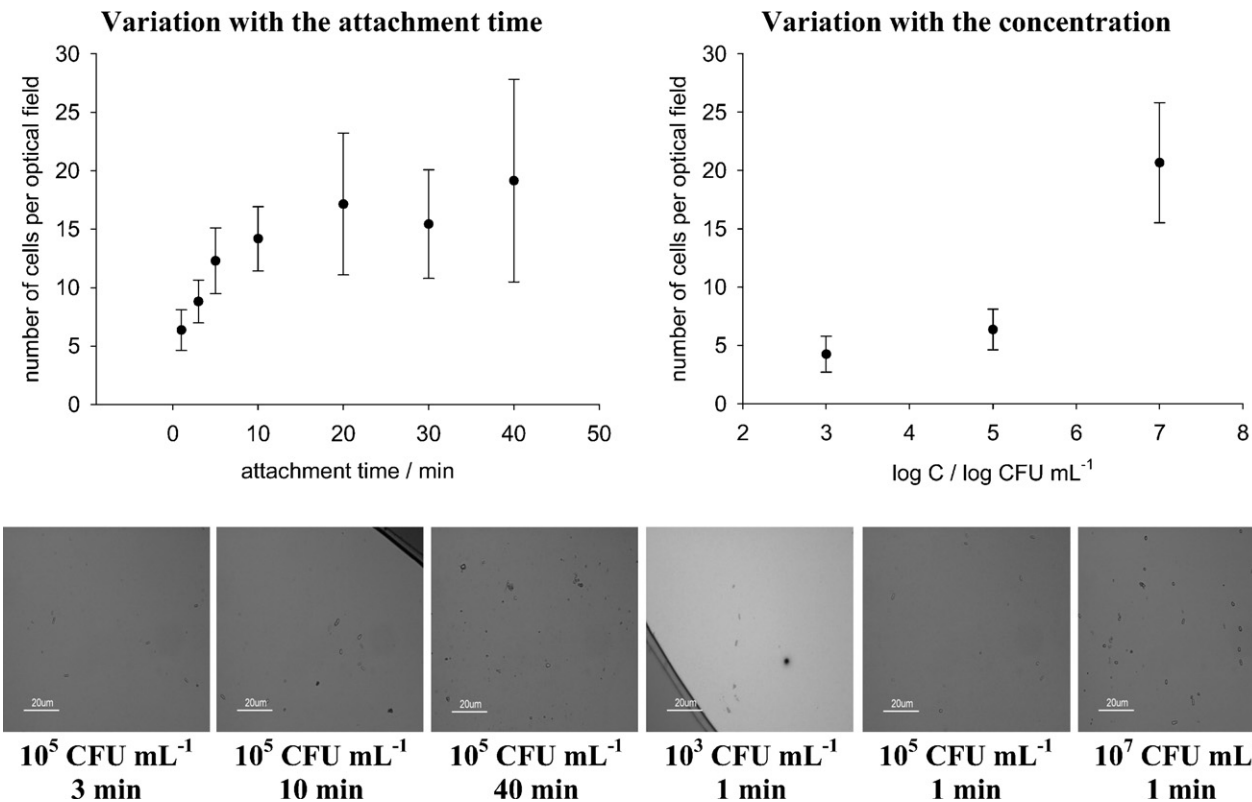 Variation with the attachment time
30
25
20
15
10
5
0
number of cells per optical field
0 10 20 30 40 50
attachment time / min
Variation with the concentration
30
25
20
15
10
5
0
number of cells per optical field
2 3 4 5 6 7 8
log C / log CFU mL⁻¹
20um 20um 20um 20um 20um 20um
10⁵ CFU mL⁻¹ 10⁵ CFU mL⁻¹ 10⁵ CFU mL⁻¹ 10³ CFU mL⁻¹ 10⁵ CFU mL⁻¹ 10⁷ CFU mL
3 min 10 min 40 min 1 min 1 min 1 min